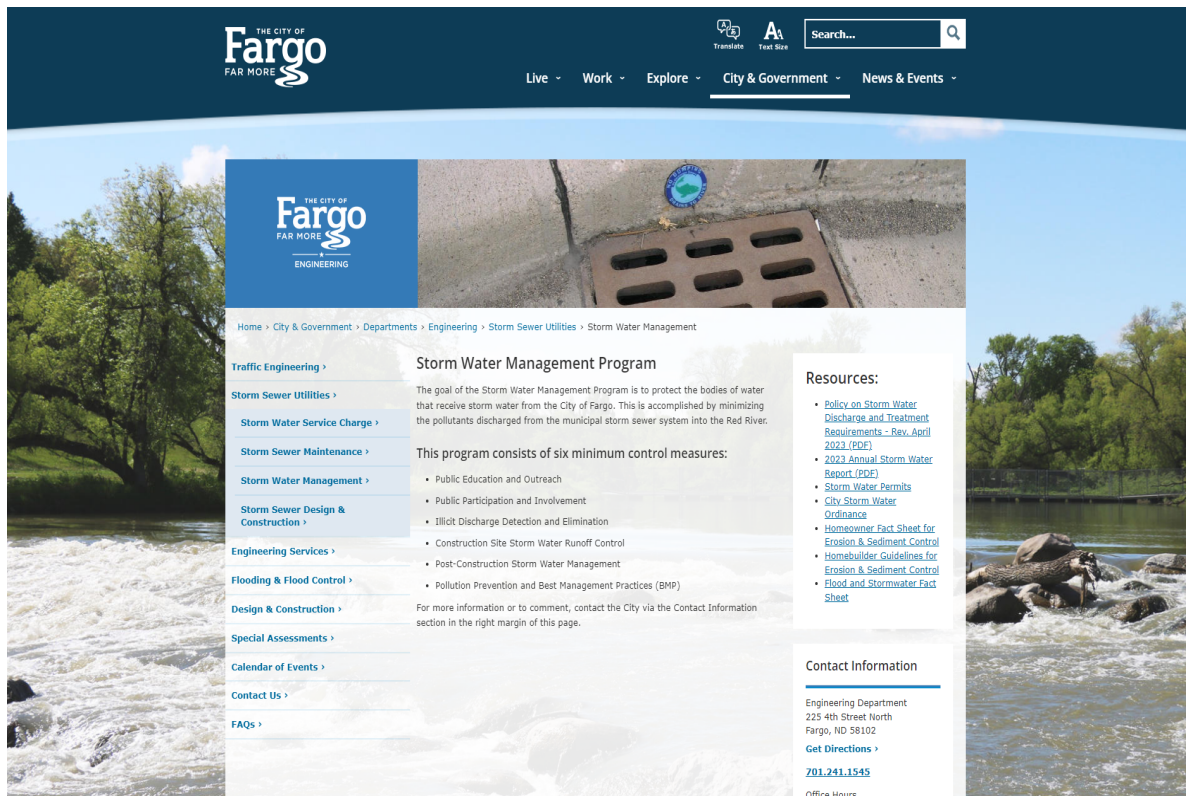 THE CITY OF
Fargo
FAR MORE
Translate
Text Size
Search...
Live
Work
Explore
City & Government
News & Events
THE CITY OF
Fargo
FAR MORE
ENGINEERING
Home › City & Government › Departments › Engineering › Storm Sewer Utilities › Storm Water Management
Traffic Engineering ›
Storm Sewer Utilities ›
Storm Water Service Charge ›
Storm Sewer Maintenance ›
Storm Water Management ›
Storm Sewer Design &
Construction ›
Engineering Services ›
Flooding & Flood Control ›
Design & Construction ›
Special Assessments ›
Calendar of Events ›
Contact Us ›
FAQs ›
Storm Water Management Program
The goal of the Storm Water Management Program is to protect the bodies of water
that receive storm water from the City of Fargo. This is accomplished by minimizing
the pollutants discharged from the municipal storm sewer system into the Red River.
This program consists of six minimum control measures:
• Public Education and Outreach
• Public Participation and Involvement
• Illicit Discharge Detection and Elimination
• Construction Site Storm Water Runoff Control
• Post-Construction Storm Water Management
• Pollution Prevention and Best Management Practices (BMP)
For more information or to comment, contact the City via the Contact Information
section in the right margin of this page.
Resources:
• Policy on Storm Water
Discharge and Treatment
Requirements - Rev. April
2023 (PDF)
• 2023 Annual Storm Water
Report (PDF)
• Storm Water Permits
• City Storm Water
Ordinance
• Homeowner Fact Sheet for
Erosion & Sediment Control
• Homebuilder Guidelines for
Erosion & Sediment Control
• Flood and Stormwater Fact
Sheet
Contact Information
Engineering Department
225 4th Street North
Fargo, ND 58102
Get Directions ›
701.241.1545
Office Hours